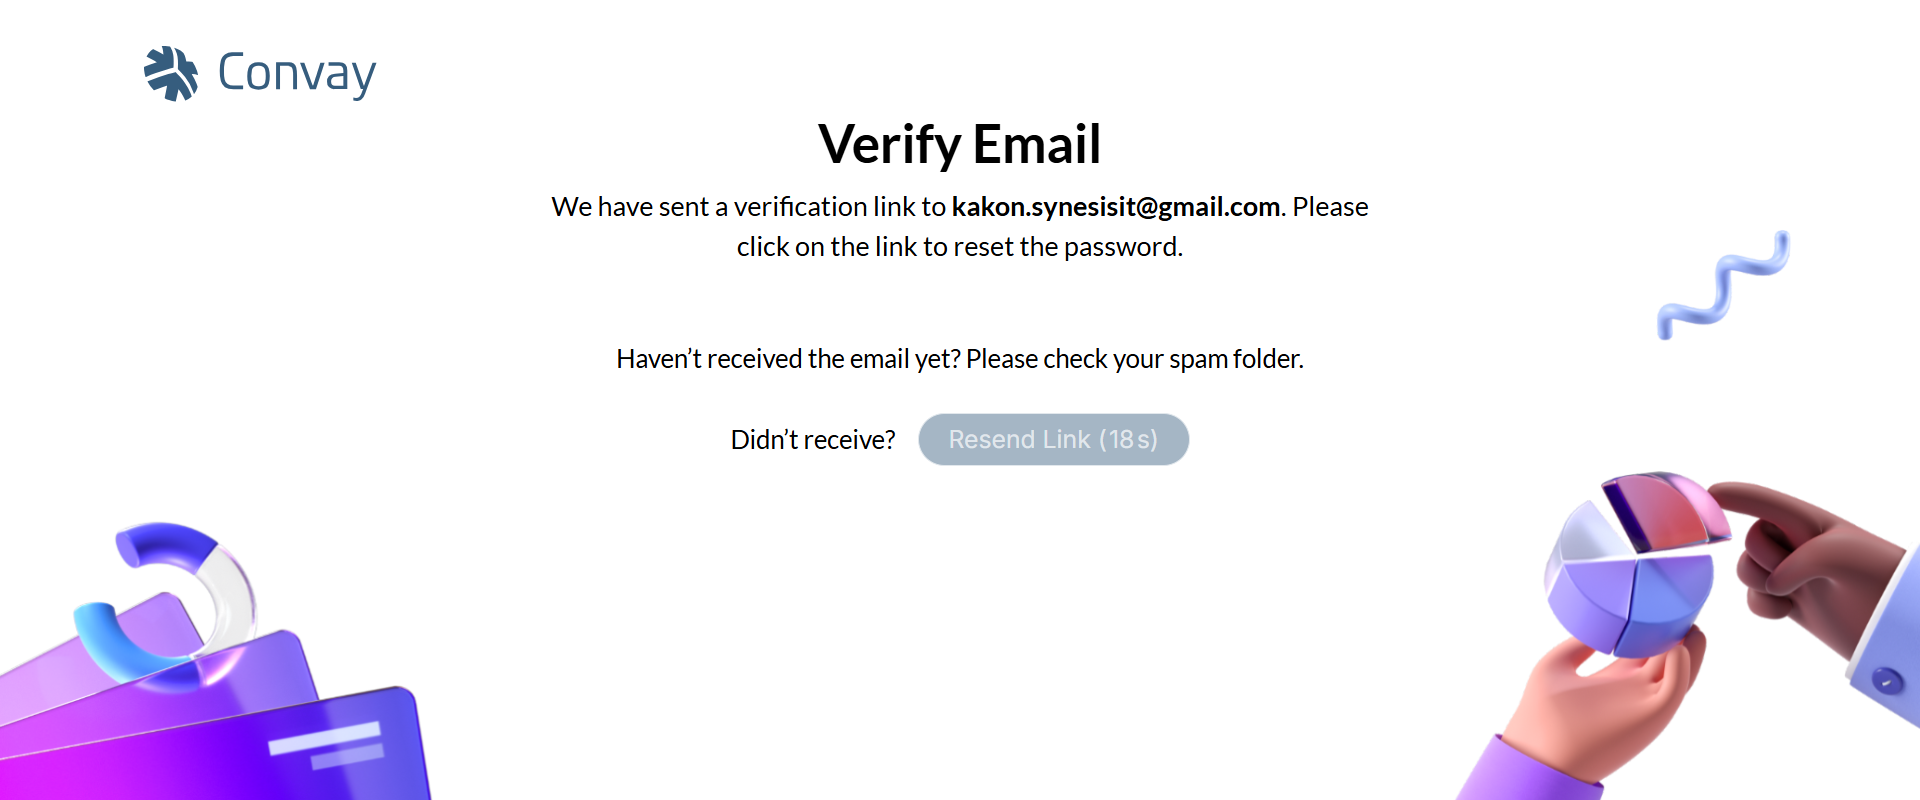 Convay
Verify Email
We have sent a verification link to kakon.synesisit@gmail.com. Please
click on the link to reset the password.
Haven’t received the email yet? Please check your spam folder.
Didn’t receive? Resend Link (18s)